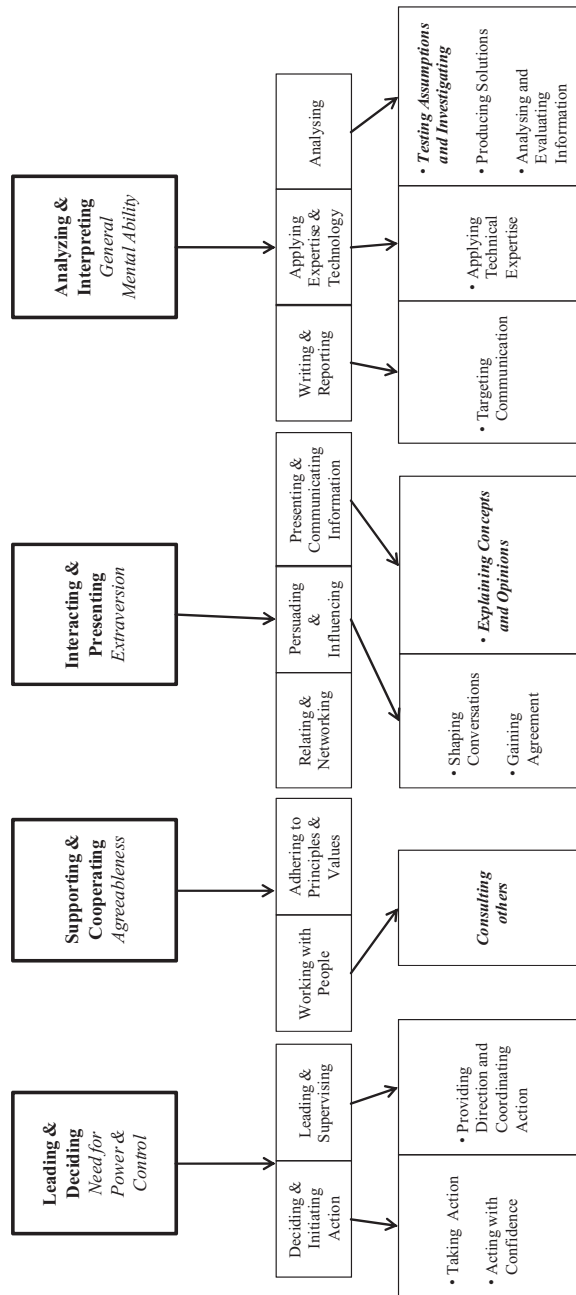 Leading &
Deciding
Need for
Power &
Control
Supporting &
Cooperating
Agreeableness
Interacting &
Presenting
Extraversion
Analyzing &
Interpreting
General
Mental Ability
Deciding &
Initiating
Action
Leading &
Supervising
Working with
People
Adhering to
Principles &
Values
Relating &
Networking
Persuading
&
Influencing
Presenting &
Communicating
Information
Writing &
Reporting
Applying
Expertise &
Technology
Analysing
• Taking Action
• Acting with
Confidence
• Providing
Direction and
Coordinating
Action
Consulting
others
• Shaping
Conversations
• Gaining
Agreement
• Explaining Concepts
and Opinions
• Targeting
Communication
• Applying
Technical
Expertise
• Testing Assumptions
and Investigating
• Producing Solutions
• Analysing and
Evaluating
Information